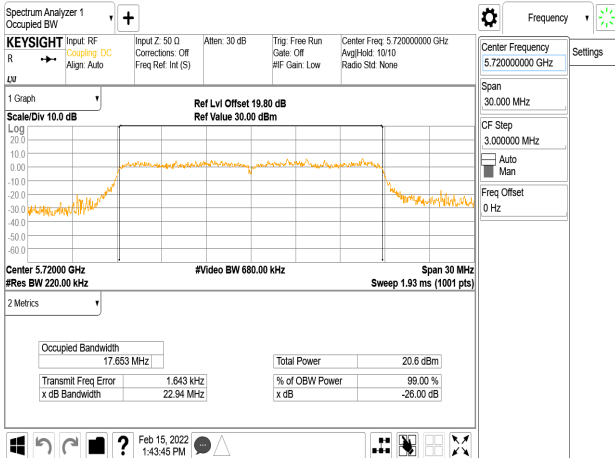 Spectrum Analyzer 1
Occupied BW
Frequency
KEYSIGHT
R
LXI
Input: RF
Coupling: DC
Align: Auto
Input Z: 50 Ω
Corrections: Off
Freq Ref: Int (S)
Atten: 30 dB
Trig: Free Run
Gate: Off
#IF Gain: Low
Center Freq: 5.720000000 GHz
Avg|Hold: 10/10
Radio Std: None
Center Frequency
5.720000000 GHz
Settings
Span
30.000 MHz
CF Step
3.000000 MHz
Auto
Man
Freq Offset
0 Hz
1 Graph
Scale/Div 10.0 dB
Ref Lvl Offset 19.80 dB
Ref Value 30.00 dBm
Log
20.0
10.0
0.00
-10.0
-20.0
-30.0
-40.0
-50.0
-60.0
Center 5.72000 GHz
#Video BW 680.00 kHz
Span 30 MHz
#Res BW 220.00 kHz
Sweep 1.93 ms (1001 pts)
2 Metrics
Occupied Bandwidth
17.653 MHz
Total Power 20.6 dBm
Transmit Freq Error 1.643 kHz
% of OBW Power 99.00 %
x dB Bandwidth 22.94 MHz
x dB -26.00 dB
?
Feb 15, 2022
1:43:45 PM